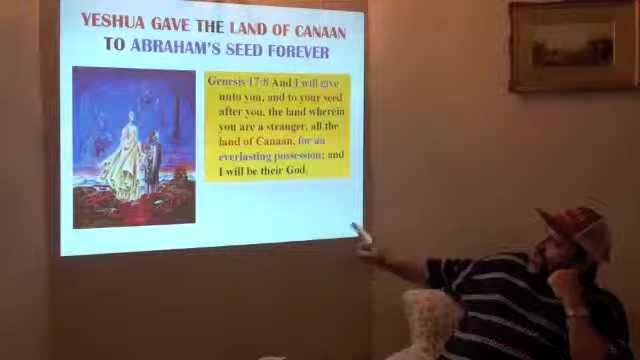 YESHUA GAVE THE LAND OF CANAAN
TO ABRAHAM'S SEED FOREVER
Genesis 17:8 And I will give
unto you, and to your seed
after you, the land wherein
you are a stranger, all the
land of Canaan, for an
everlasting possession; and
I will be their God.